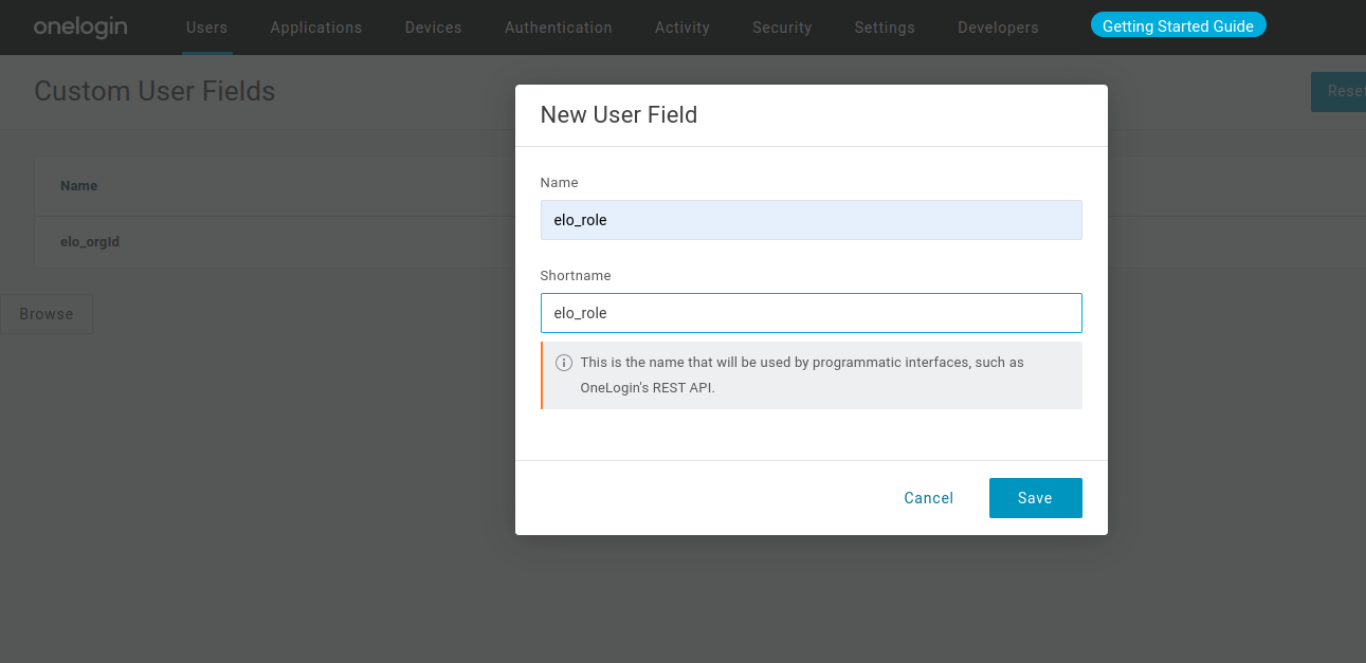 onelogin
Users Applications Devices Authentication Activity Security Settings Developers Getting Started Guide
Custom User Fields
New User Field
Name
elo_role
Shortname
elo_role
This is the name that will be used by programmatic interfaces, such as
OneLogin's REST API.
Cancel Save
Name
elo_orgId
Browse
Reset